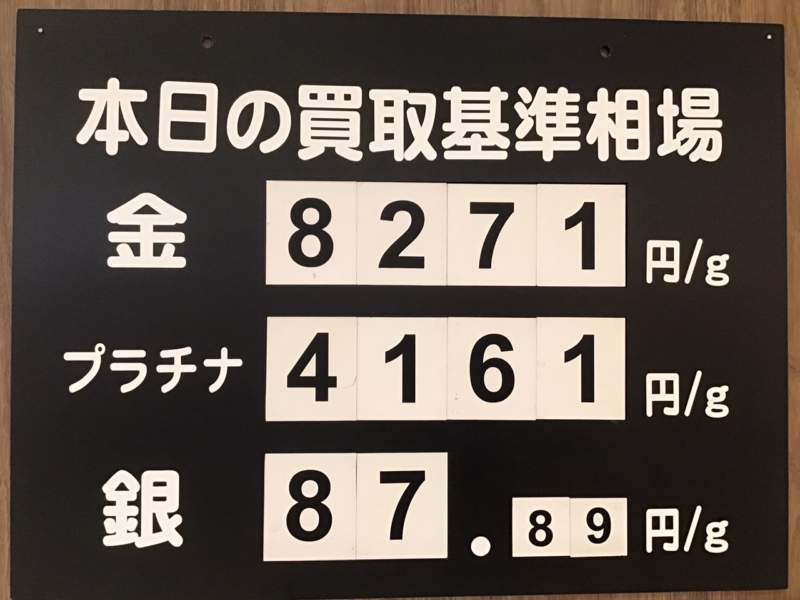 本日の買取基準相場
金 8271 円/g
プラチナ 4161 円/g
銀 87.89 円/g